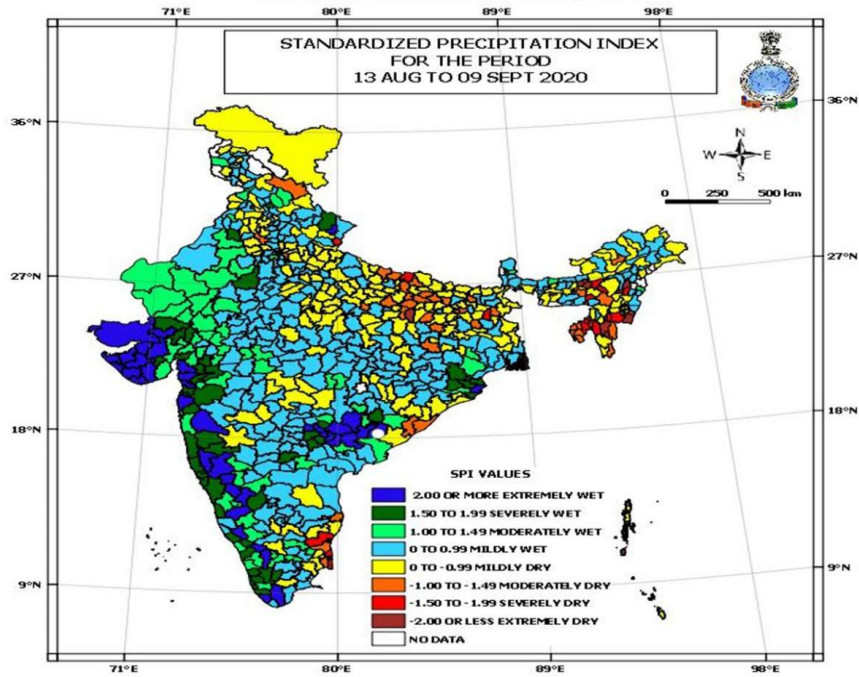 71°E 80°E 89°E 98°E
STANDARDIZED PRECIPITATION INDEX
FOR THE PERIOD
13 AUG TO 09 SEPT 2020
36°N 36°N
N
W E
S
0 250 500 km
27°N 27°N
18°N 18°N
SPI VALUES
2.00 OR MORE EXTREMELY WET
1.50 TO 1.99 SEVERELY WET
1.00 TO 1.49 MODERATELY WET
0 TO 0.99 MILDLY WET
0 TO -0.99 MILDLY DRY
-1.00 TO -1.49 MODERATELY DRY
-1.50 TO -1.99 SEVERELY DRY
-2.00 OR LESS EXTREMELY DRY
NO DATA
9°N 9°N
71°E 80°E 89°E 98°E